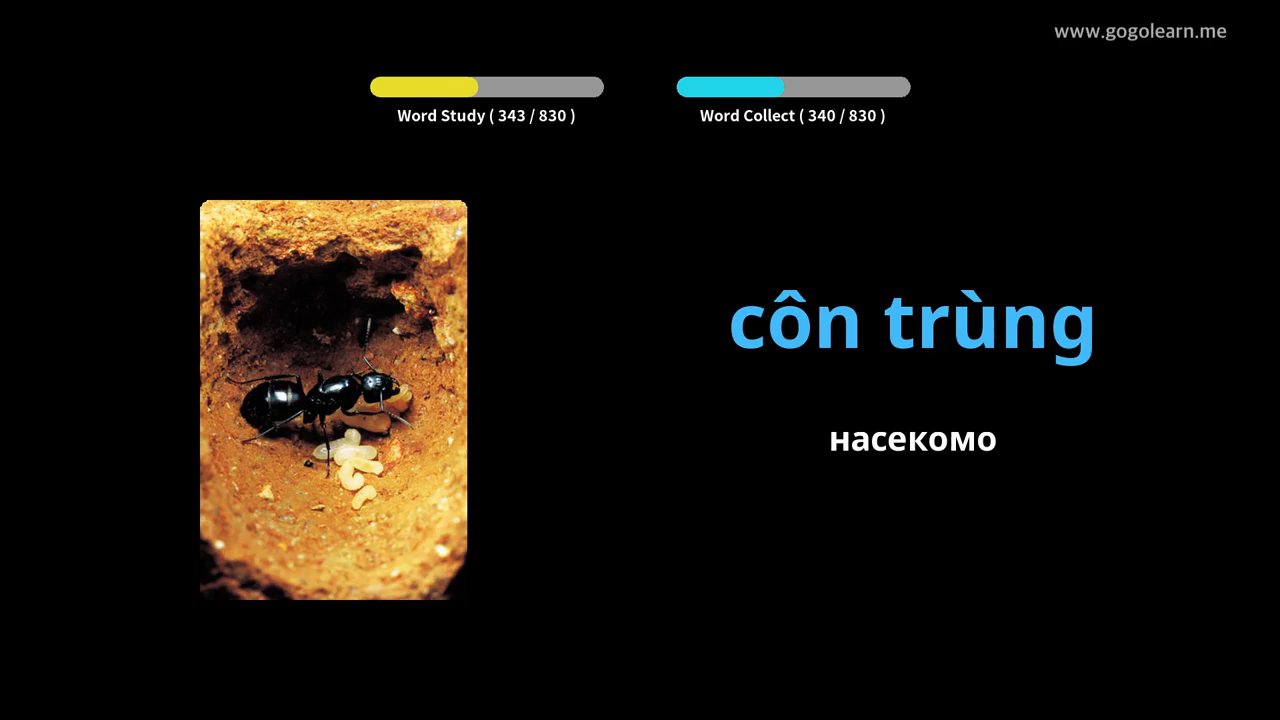 www.gogolearn.me
Word Study ( 343 / 830 )
Word Collect ( 340 / 830 )
côn trùng
насекомо